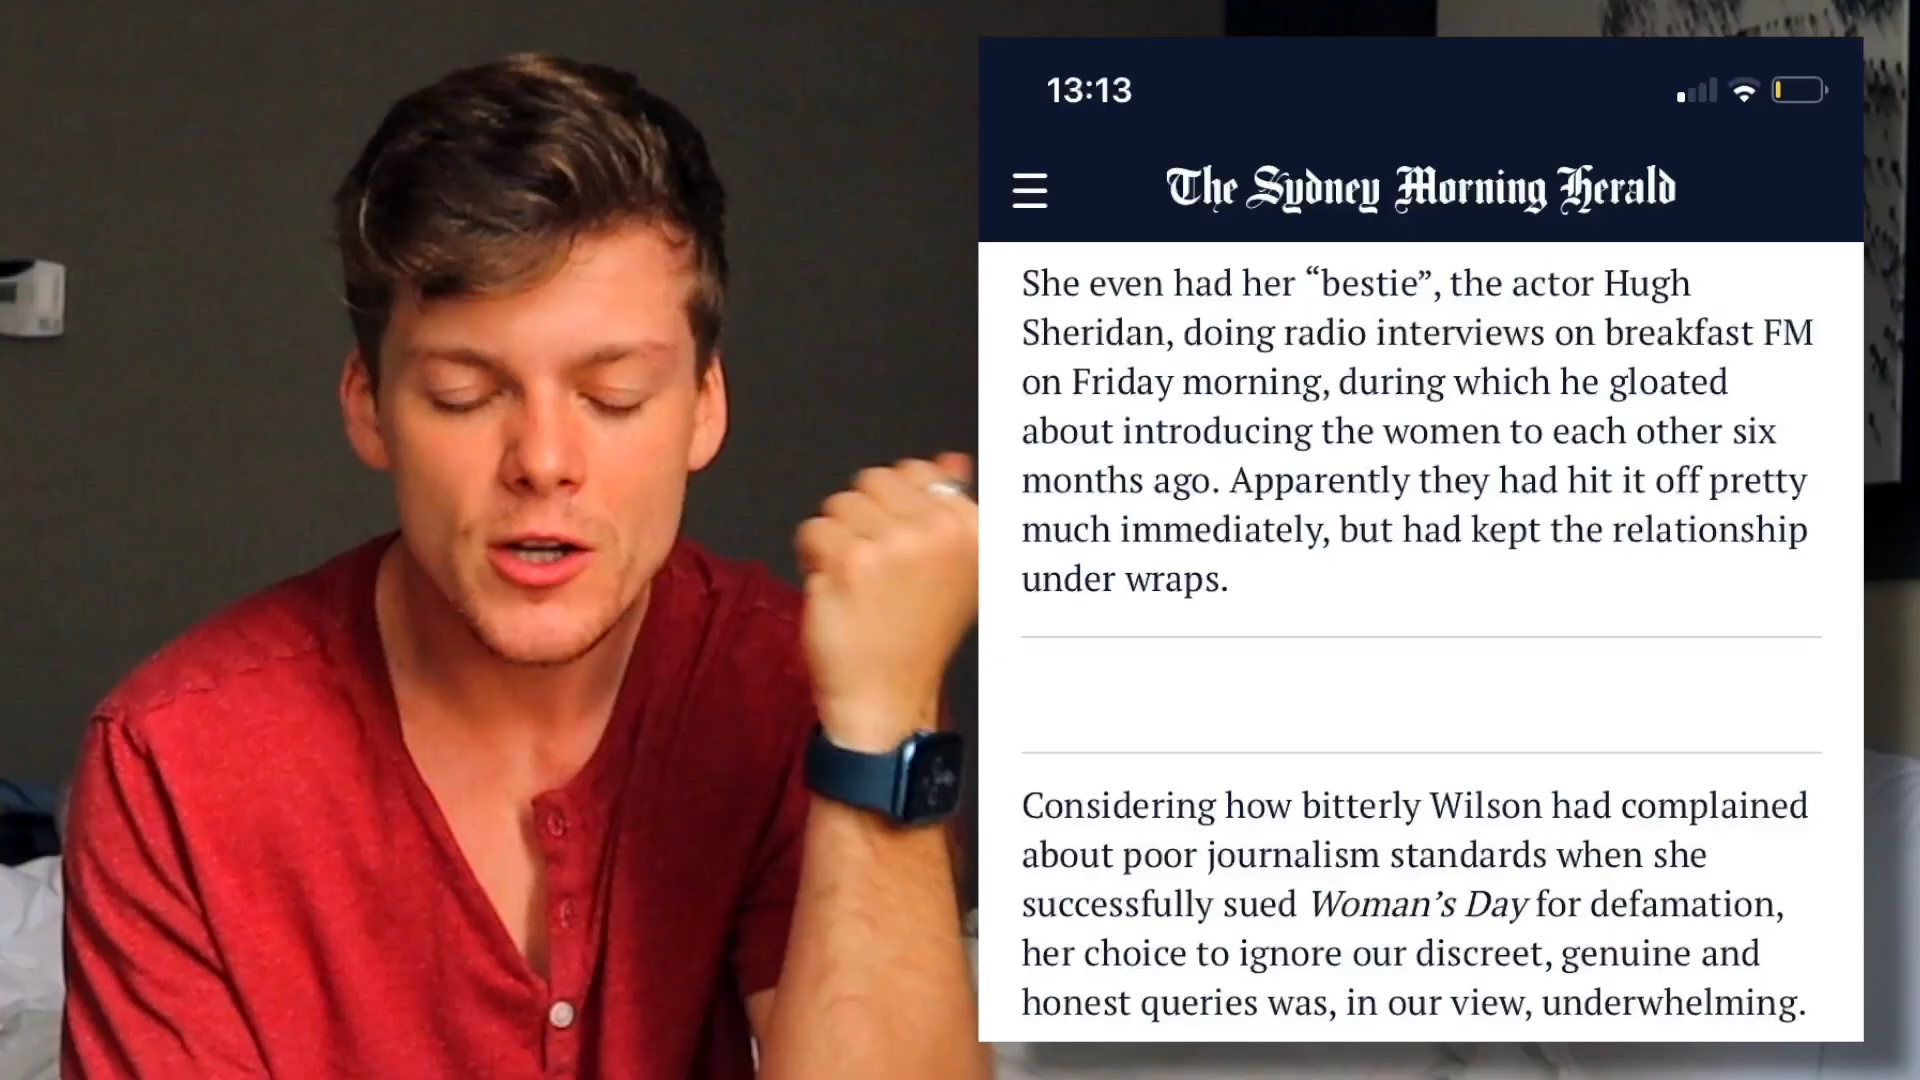 13:13
The Sydney Morning Herald
She even had her “bestie”, the actor Hugh
Sheridan, doing radio interviews on breakfast FM
on Friday morning, during which he gloated
about introducing the women to each other six
months ago. Apparently they had hit it off pretty
much immediately, but had kept the relationship
under wraps.
Considering how bitterly Wilson had complained
about poor journalism standards when she
successfully sued Woman’s Day for defamation,
her choice to ignore our discreet, genuine and
honest queries was, in our view, underwhelming.